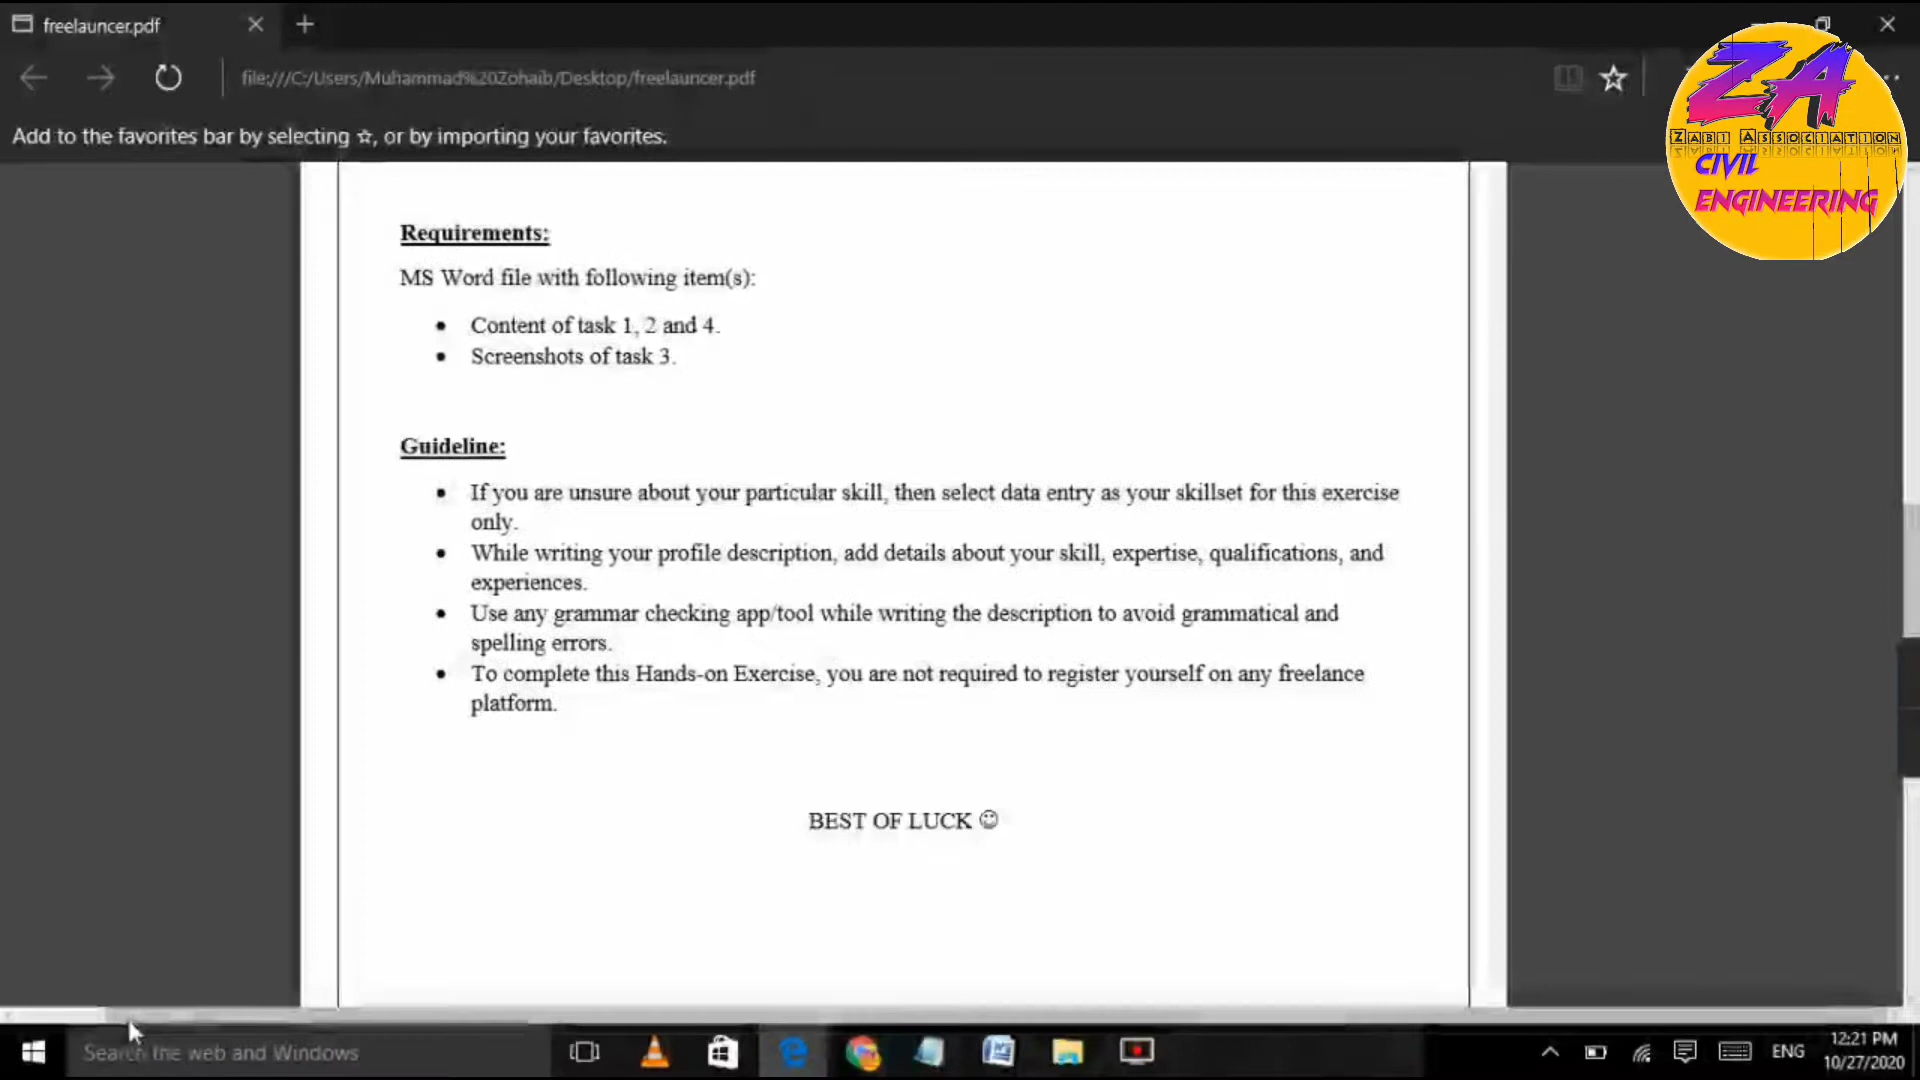 freelauncer.pdf
file:///C:/Users/Muhammad%20Zohaib/Desktop/freelauncer.pdf
Add to the favorites bar by selecting ☆, or by importing your favorites.
ZA
ZABI ASSOCIATION
CIVIL
ENGINEERING
Requirements:
MS Word file with following item(s):
• Content of task 1, 2 and 4.
• Screenshots of task 3.
Guideline:
• If you are unsure about your particular skill, then select data entry as your skillset for this exercise
only.
• While writing your profile description, add details about your skill, expertise, qualifications, and
experiences.
• Use any grammar checking app/tool while writing the description to avoid grammatical and
spelling errors.
• To complete this Hands-on Exercise, you are not required to register yourself on any freelance
platform.
BEST OF LUCK ☺
Search the web and Windows
ENG
12:21 PM
10/27/2020